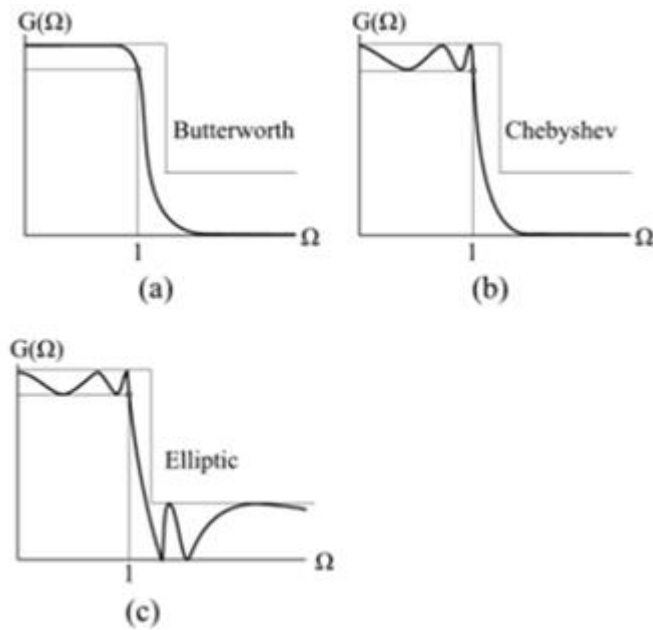 G(Ω)
Butterworth
1
Ω
(a)
G(Ω)
Chebyshev
1
Ω
(b)
G(Ω)
Elliptic
1
Ω
(c)